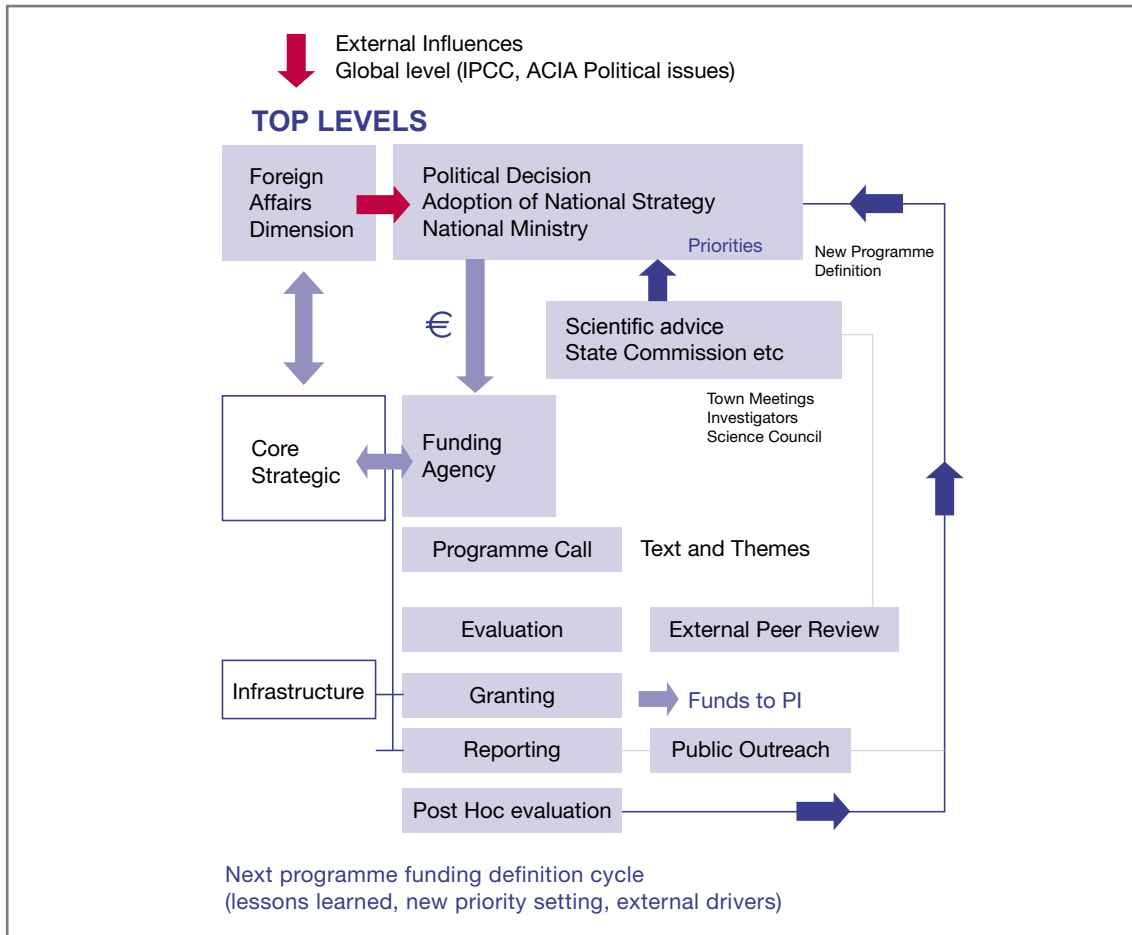 External Influences
Global level (IPCC, ACIA Political issues)
TOP LEVELS
Foreign
Affairs
Dimension
Political Decision
Adoption of National Strategy
National Ministry
Priorities
New Programme
Definition
€
Scientific advice
State Commission etc
Town Meetings
Investigators
Science Council
Core
Strategic
Funding
Agency
Programme Call
Text and Themes
Evaluation
External Peer Review
Infrastructure
Granting
Funds to PI
Reporting
Public Outreach
Post Hoc evaluation
Next programme funding definition cycle
(lessons learned, new priority setting, external drivers)